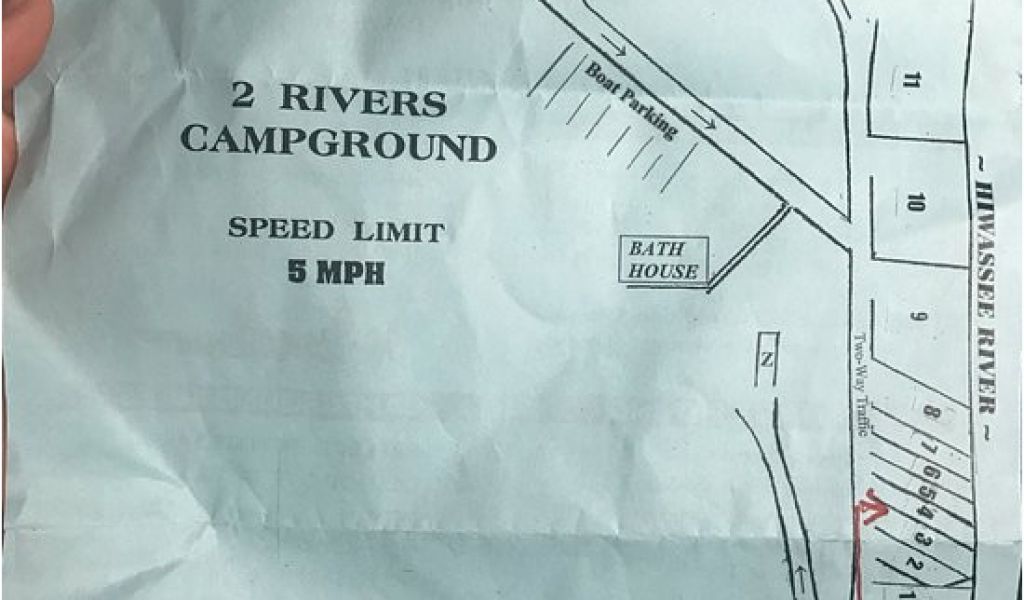 2 RIVERS
CAMPGROUND
SPEED LIMIT
5 MPH
Boat Parking
BATH
HOUSE
Z
Two-Way Traffic
11
10
9
8
7
6
5
4
3
2
1
~ HIWASSEE RIVER ~